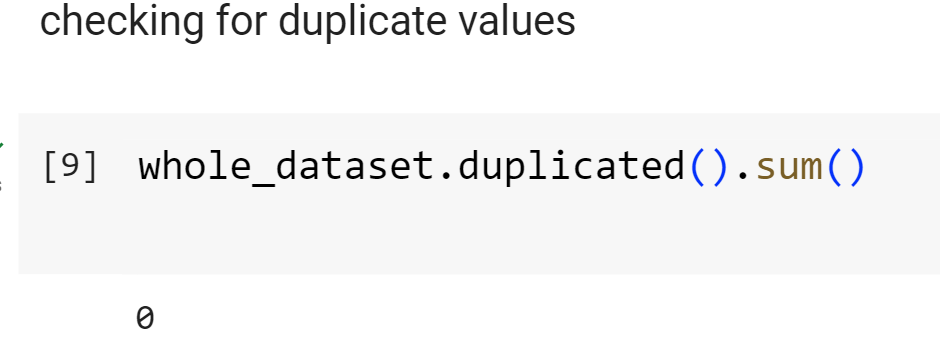 checking for duplicate values
[9] whole_dataset.duplicated().sum()
0